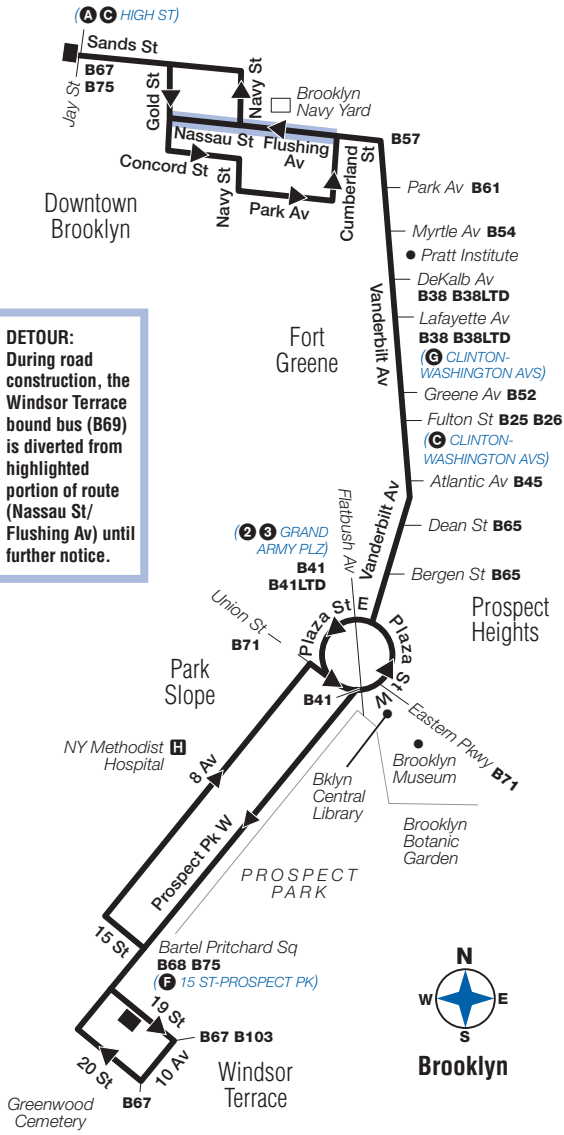 (A C HIGH ST)
Sands St
B67
B75
Jay St
Gold St
Navy St
Brooklyn
Navy Yard
Nassau St
Flushing
Av
Concord St
Navy St
Park Av
Cumberland
St
B57
Park Av B61
Downtown
Brooklyn
Myrtle Av B54
Pratt Institute
DeKalb Av
B38 B38LTD
Lafayette Av
B38 B38LTD
(G CLINTON-
WASHINGTON AVS)
Vanderbilt Av
Fort
Greene
Greene Av B52
Fulton St B25 B26
(C CLINTON-
WASHINGTON AVS)
Atlantic Av B45
DETOUR:
During road
construction, the
Windsor Terrace
bound bus (B69)
is diverted from
highlighted
portion of route
(Nassau St/
Flushing Av) until
further notice.
Flatbush Av
Vanderbilt Av
Dean St B65
(2 3 GRAND
ARMY PLZ)
B41
B41LTD
Bergen St B65
Prospect
Heights
Union St
B71
Plaza St E
Plaza St W
Park
Slope
B41
Eastern Pkwy B71
NY Methodist H
Hospital
8 Av
Bklyn
Central
Library
Brooklyn
Museum
Brooklyn
Botanic
Garden
Prospect Pk W
PROSPECT
PARK
15 St
Bartel Pritchard Sq
B68 B75
(F 15 ST-PROSPECT PK)
19 St
B67 B103
10 Av
20 St
B67
Windsor
Terrace
Greenwood
Cemetery
N
W
E
S
Brooklyn